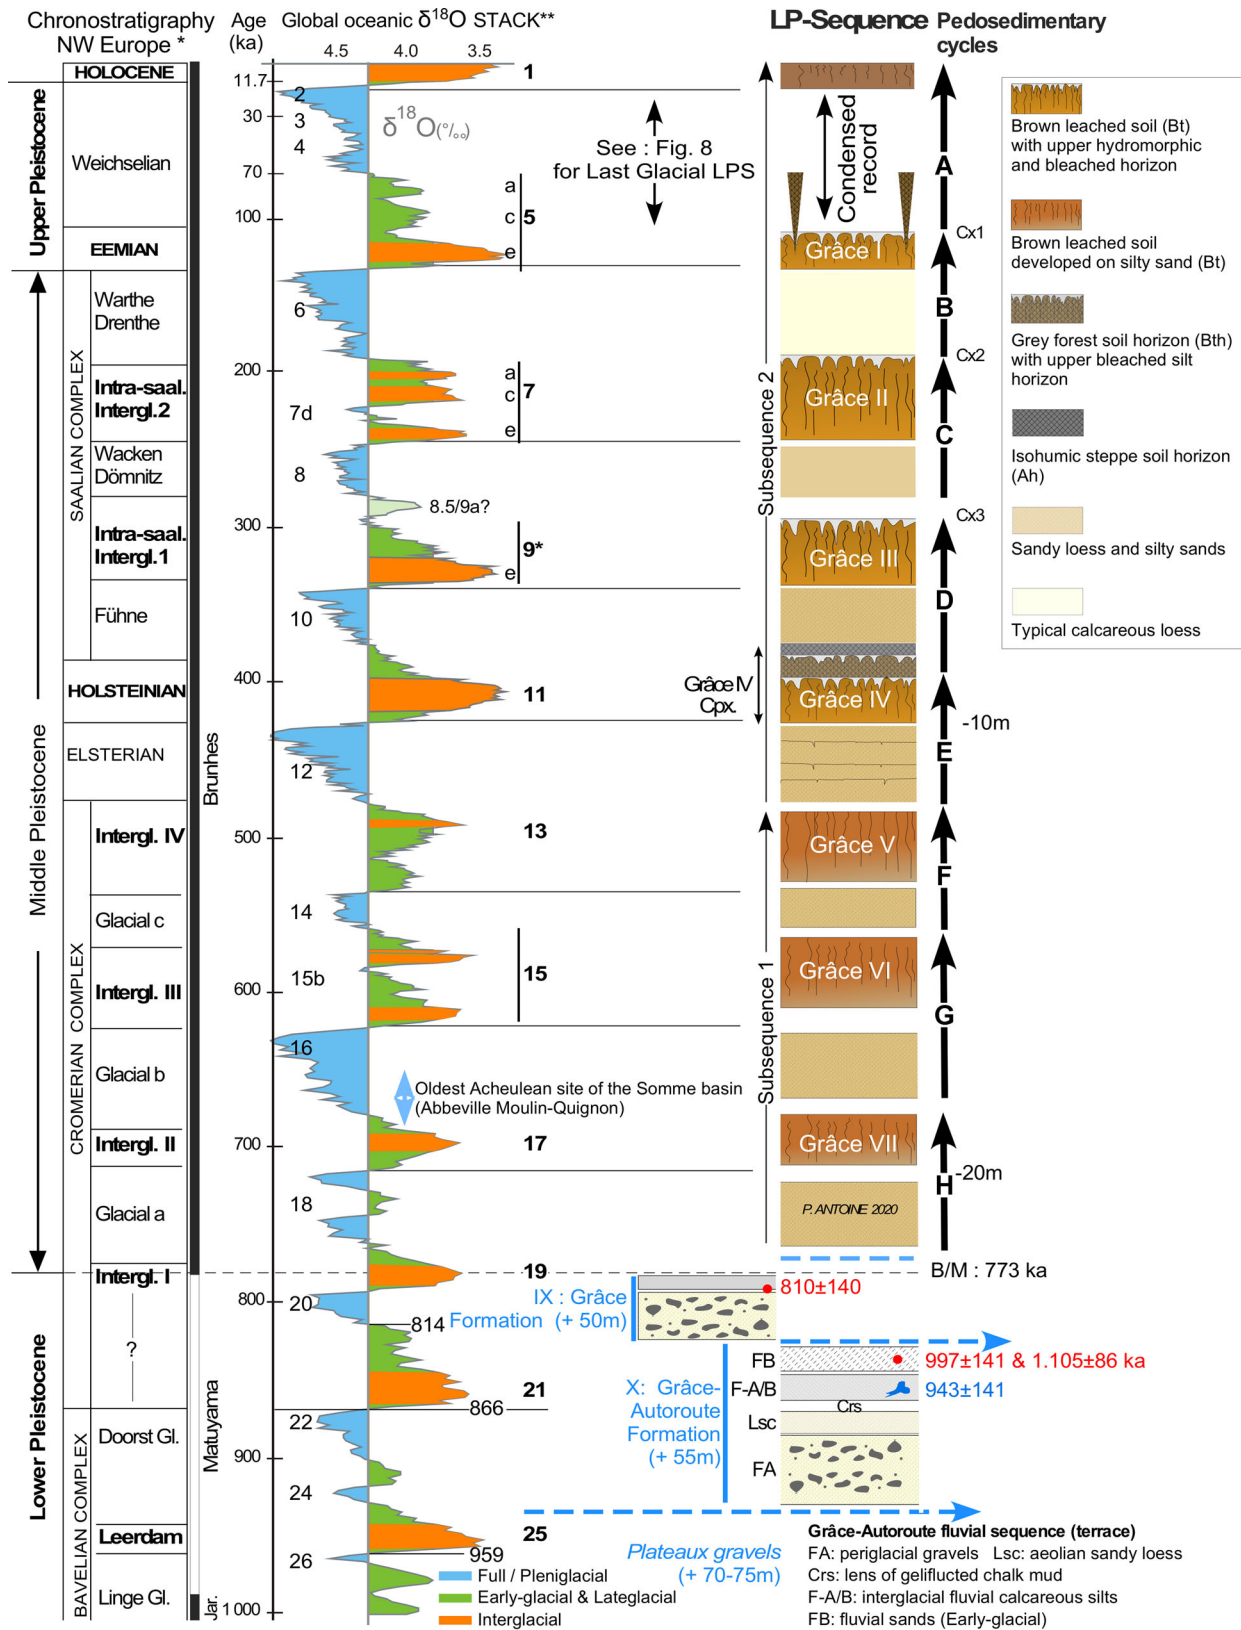 Chronostratigraphy
NW Europe *
Age
(ka)
Global oceanic δ18O STACK**
4.5 4.0 3.5
LP-Sequence
Pedosedimentary
cycles
HOLOCENE
11.7
Upper Pleistocene
Weichselian
EEMIAN
30
70
100
2
3
4
δ18O(°/₀₀)
1
See : Fig. 8
for Last Glacial LPS
a
c
e
5
Condensed
record
A
Cx1
Grâce I
Middle Pleistocene
SAALIAN COMPLEX
Warthe
Drenthe
6
B
Cx2
Intra-saal.
Intergl.2
200
7d
a
c
e
7
Subsequence 2
Grâce II
C
Wacken
Dömnitz
8
8.5/9a?
Intra-saal.
Intergl.1
300
9*
e
Cx3
Grâce III
D
Führe
10
HOLSTEINIAN
400
11
Grâce IV
Cpx.
Grâce IV
-10m
E
ELSTERIAN
12
Brunhes
CROMERIAN COMPLEX
Intergl. IV
500
13
Grâce V
F
Glacial c
14
Intergl. III
600
15b
15
Subsequence 1
Grâce VI
G
Glacial b
16
Oldest Acheulean site of the Somme basin
(Abbeville Moulin-Quignon)
Intergl. II
700
17
Grâce VII
H
-20m
Glacial a
18
P. ANTOINE 2020
Intergl. I
19
B/M : 773 ka
Lower Pleistocene
?
800
20
814
IX : Grâce
Formation (+ 50m)
810±140
21
866
X: Grâce-
Autoroute
Formation
(+ 55m)
FB
F-A/B
Crs
Lsc
FA
997±141 & 1.105±86 ka
943±141
Matuyama
BAVELIAN COMPLEX
Doorst Gl.
22
900
24
Leerdam
25
959
26
Linge Gl.
Jar.
1 000
Plateaux gravels
(+ 70-75m)
Full / Pleniglacial
Early-glacial & Lateglacial
Interglacial
Grâce-Autoroute fluvial sequence (terrace)
FA: periglacial gravels Lsc: aeolian sandy loess
Crs: lens of geliflucted chalk mud
F-A/B: interglacial fluvial calcareous silts
FB: fluvial sands (Early-glacial)
Brown leached soil (Bt)
with upper hydromorphic
and bleached horizon
Brown leached soil
developed on silty sand (Bt)
Grey forest soil horizon (Bth)
with upper bleached silt
horizon
Isohumic steppe soil horizon
(Ah)
Sandy loess and silty sands
Typical calcareous loess